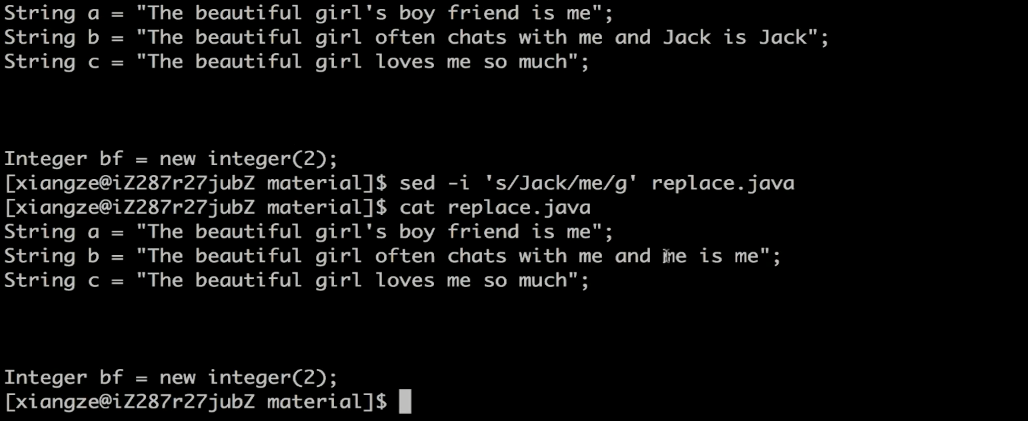 String a = "The beautiful girl's boy friend is me";
String b = "The beautiful girl often chats with me and Jack is Jack";
String c = "The beautiful girl loves me so much";
Integer bf = new integer(2);
[xiangze@iZ287r27jubZ material]$ sed -i 's/Jack/me/g' replace.java
[xiangze@iZ287r27jubZ material]$ cat replace.java
String a = "The beautiful girl's boy friend is me";
String b = "The beautiful girl often chats with me and me is me";
String c = "The beautiful girl loves me so much";
Integer bf = new integer(2);
[xiangze@iZ287r27jubZ material]$